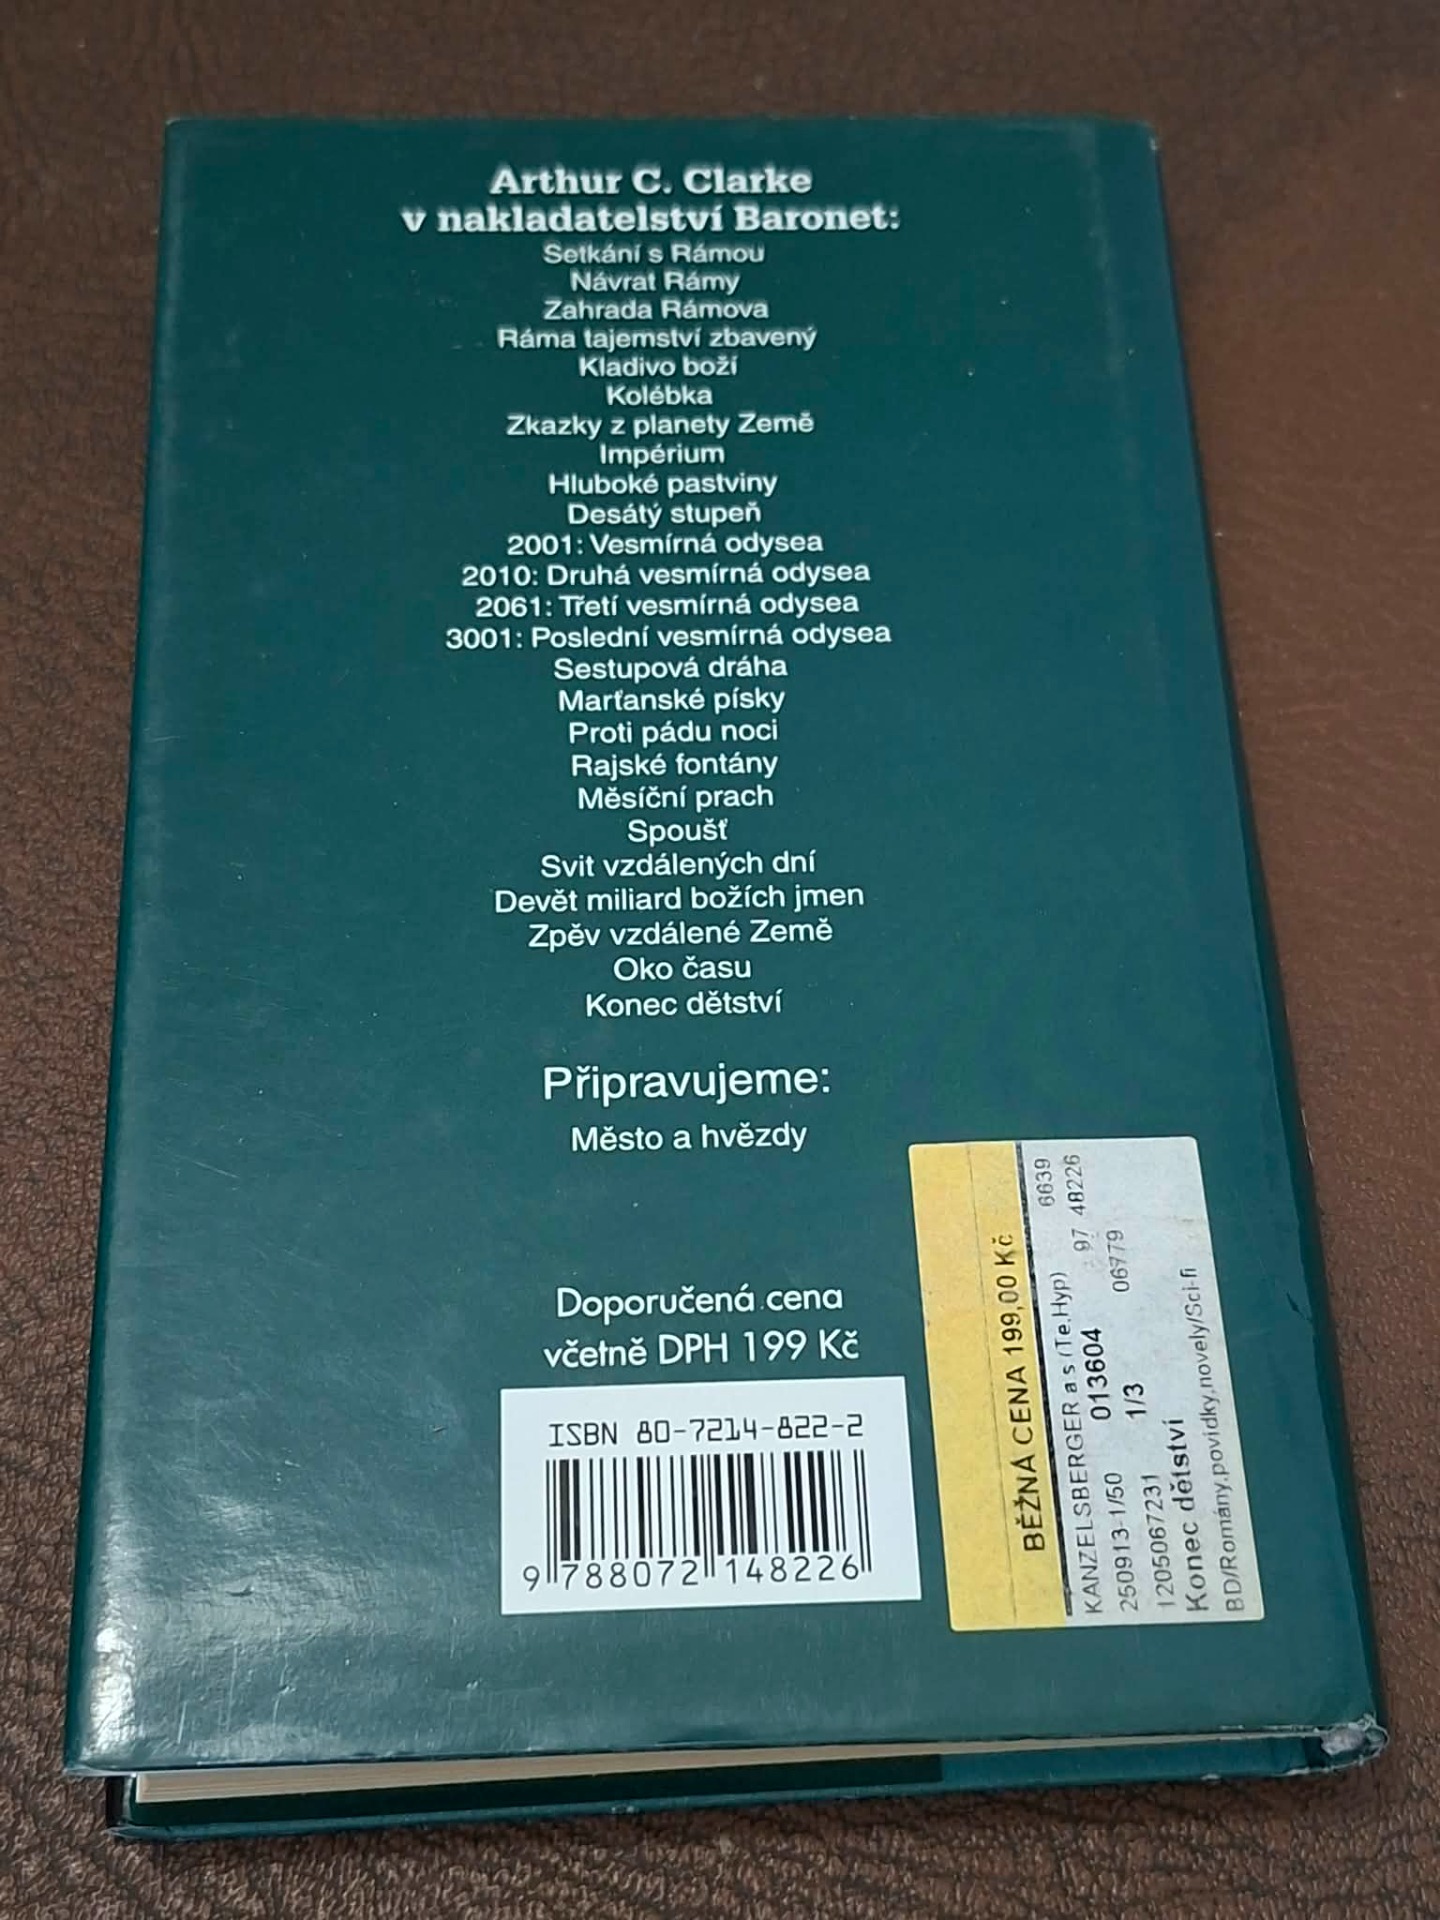 Arthur C. Clarke
v nakladatelství Baronet:
Setkání s Rámou
Návrat Rámy
Zahrada Rámova
Ráma tajemství zbavený
Kladivo boží
Kolébka
Zkazky z planety Země
Impérium
Hluboké pastviny
Desátý stupeň
2001: Vesmírná odysea
2010: Druhá vesmírná odysea
2061: Třetí vesmírná odysea
3001: Poslední vesmírná odysea
Sestupová dráha
Marťanské písky
Proti pádu noci
Rajské fontány
Měsíční prach
Spoušť
Svit vzdálených dní
Devět miliard božích jmen
Zpěv vzdálené Země
Oko času
Konec dětství
Připravujeme:
Město a hvězdy
Doporučená cena
včetně DPH 199 Kč
ISBN 80-7214-822-2
9 788072 148226
BĚŽNÁ CENA 199,00 Kč
6639
KANZELSBERGER a s (Te,Hyp) 97 48226
250913-1/50 013604 06779
1205067231 1/3
Konec dětství
BD/Romány,povídky,novely/Sci-fi